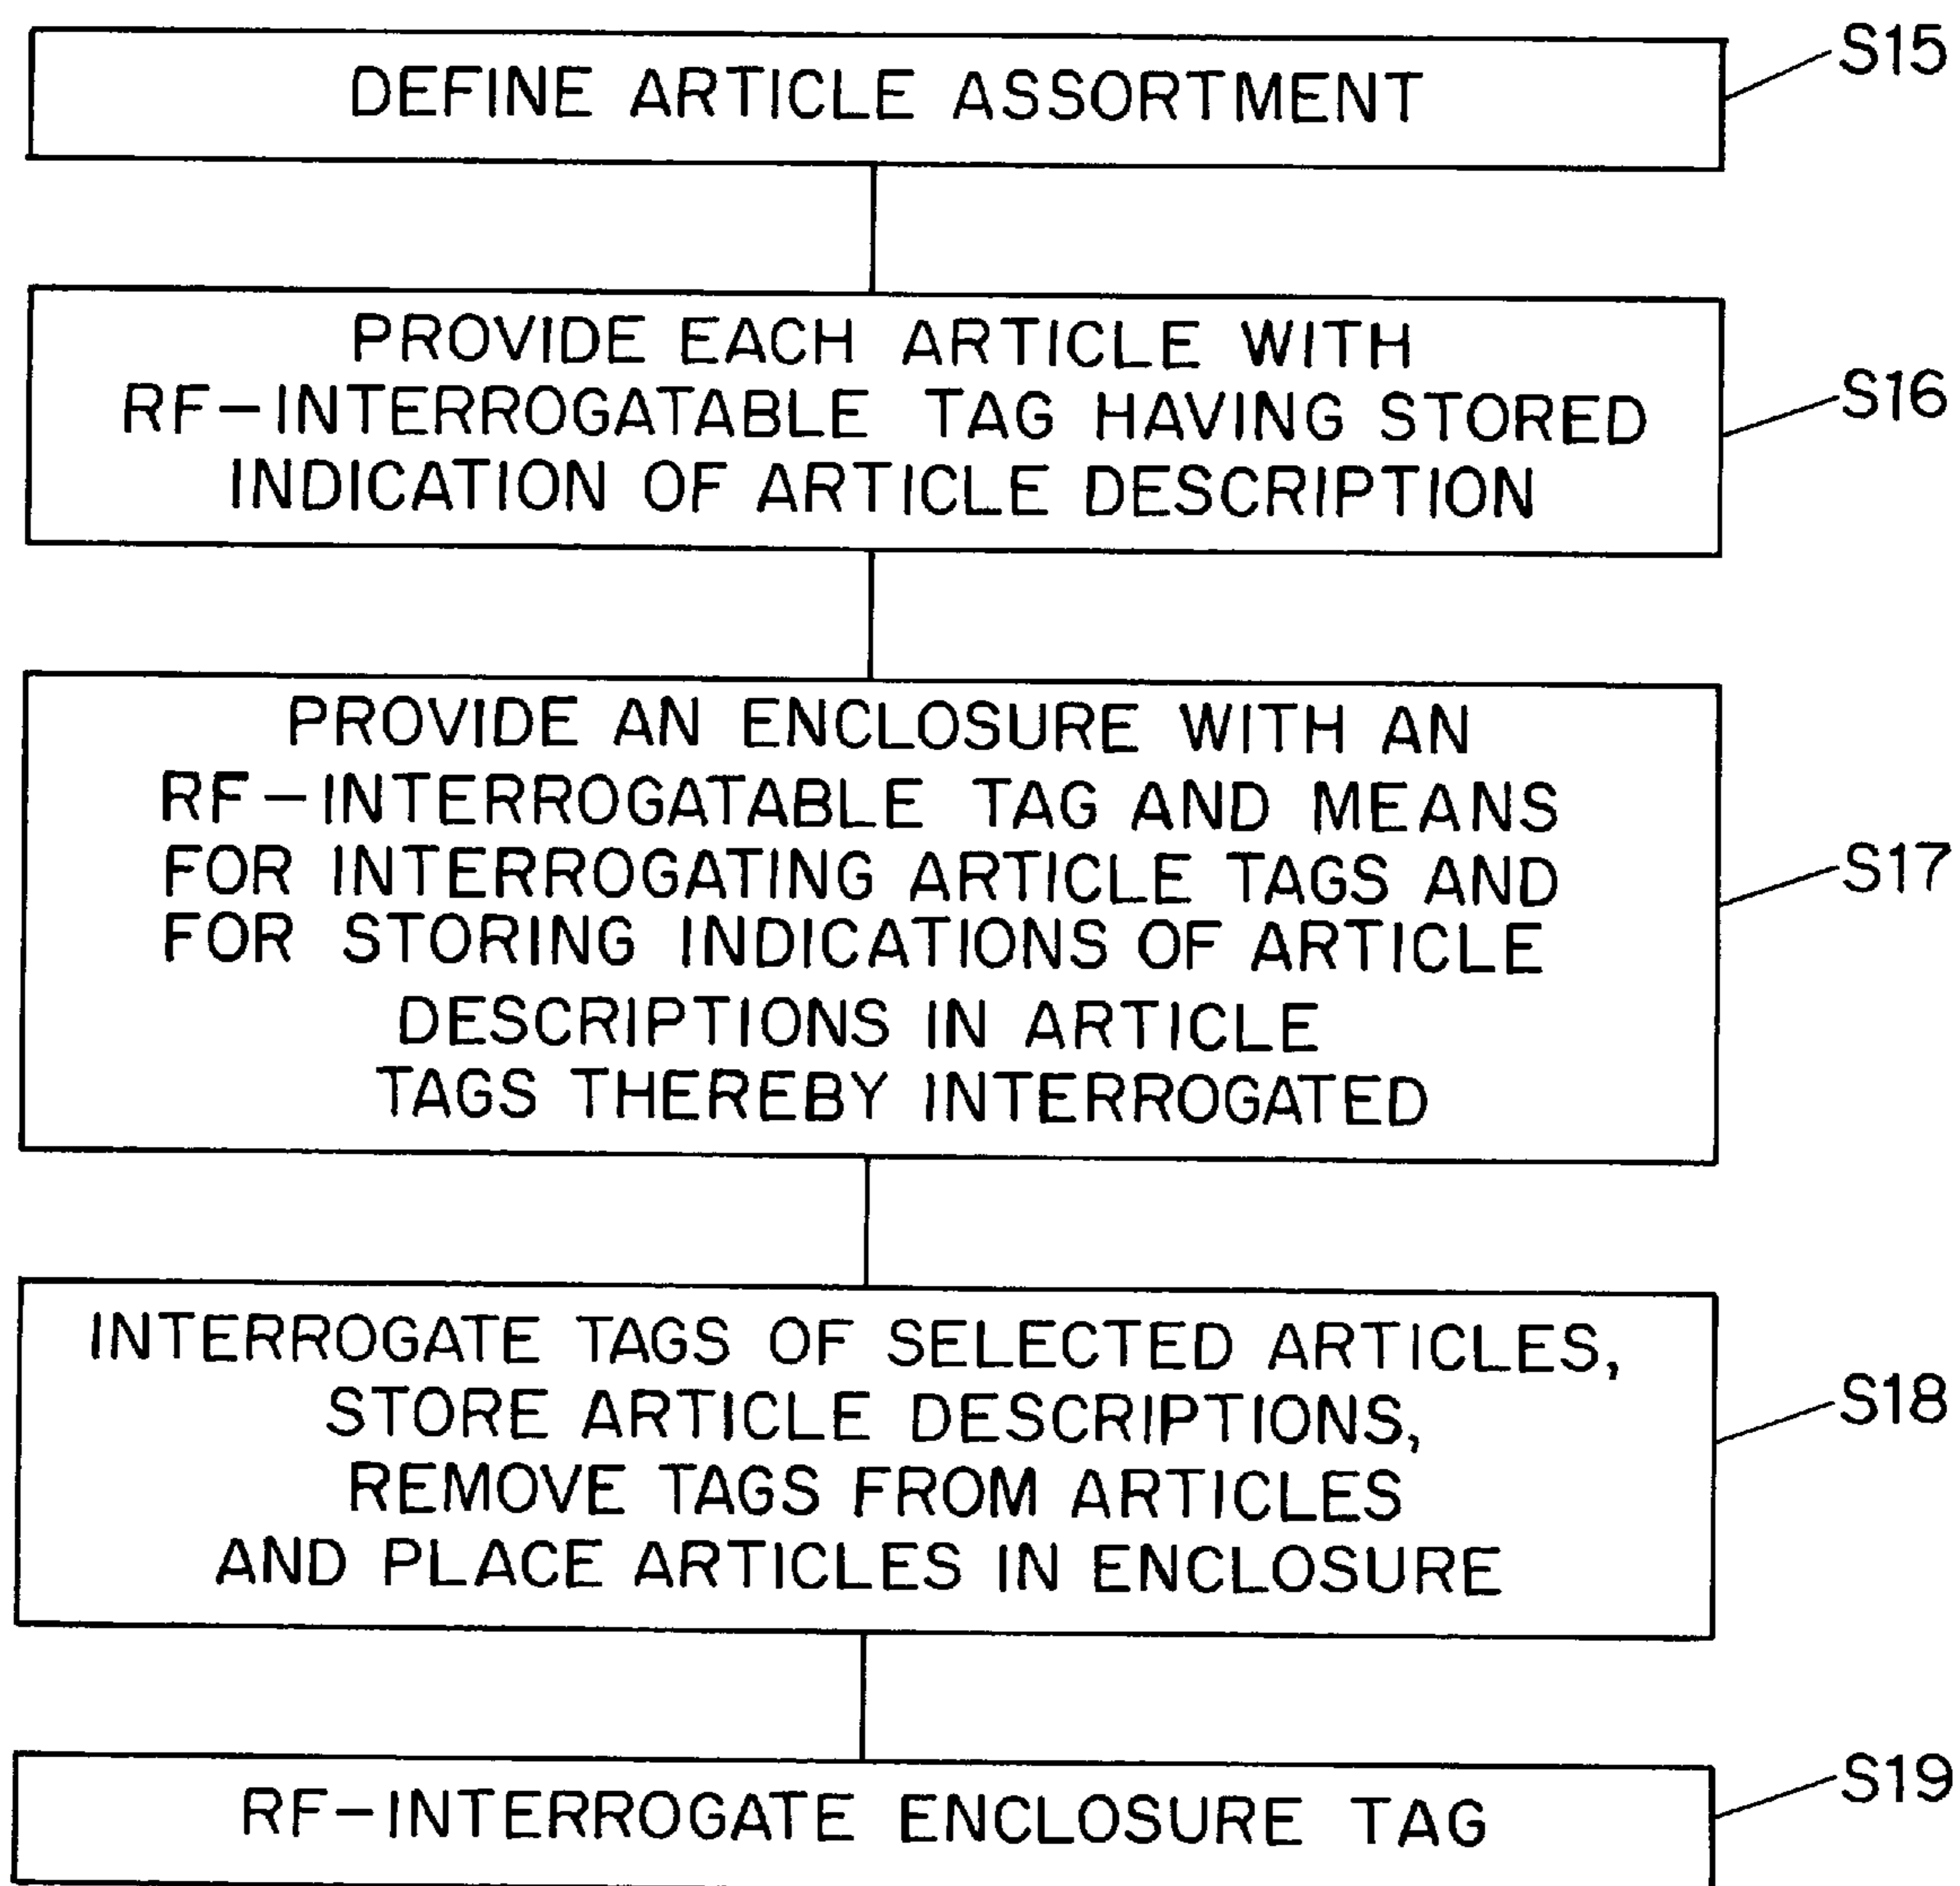 DEFINE ARTICLE ASSORTMENT
S15
PROVIDE EACH ARTICLE WITH
RF-INTERROGATABLE TAG HAVING STORED
INDICATION OF ARTICLE DESCRIPTION
S16
PROVIDE AN ENCLOSURE WITH AN
RF-INTERROGATABLE TAG AND MEANS
FOR INTERROGATING ARTICLE TAGS AND
FOR STORING INDICATIONS OF ARTICLE
DESCRIPTIONS IN ARTICLE
TAGS THEREBY INTERROGATED
S17
INTERROGATE TAGS OF SELECTED ARTICLES,
STORE ARTICLE DESCRIPTIONS,
REMOVE TAGS FROM ARTICLES
AND PLACE ARTICLES IN ENCLOSURE
S18
RF-INTERROGATE ENCLOSURE TAG
S19